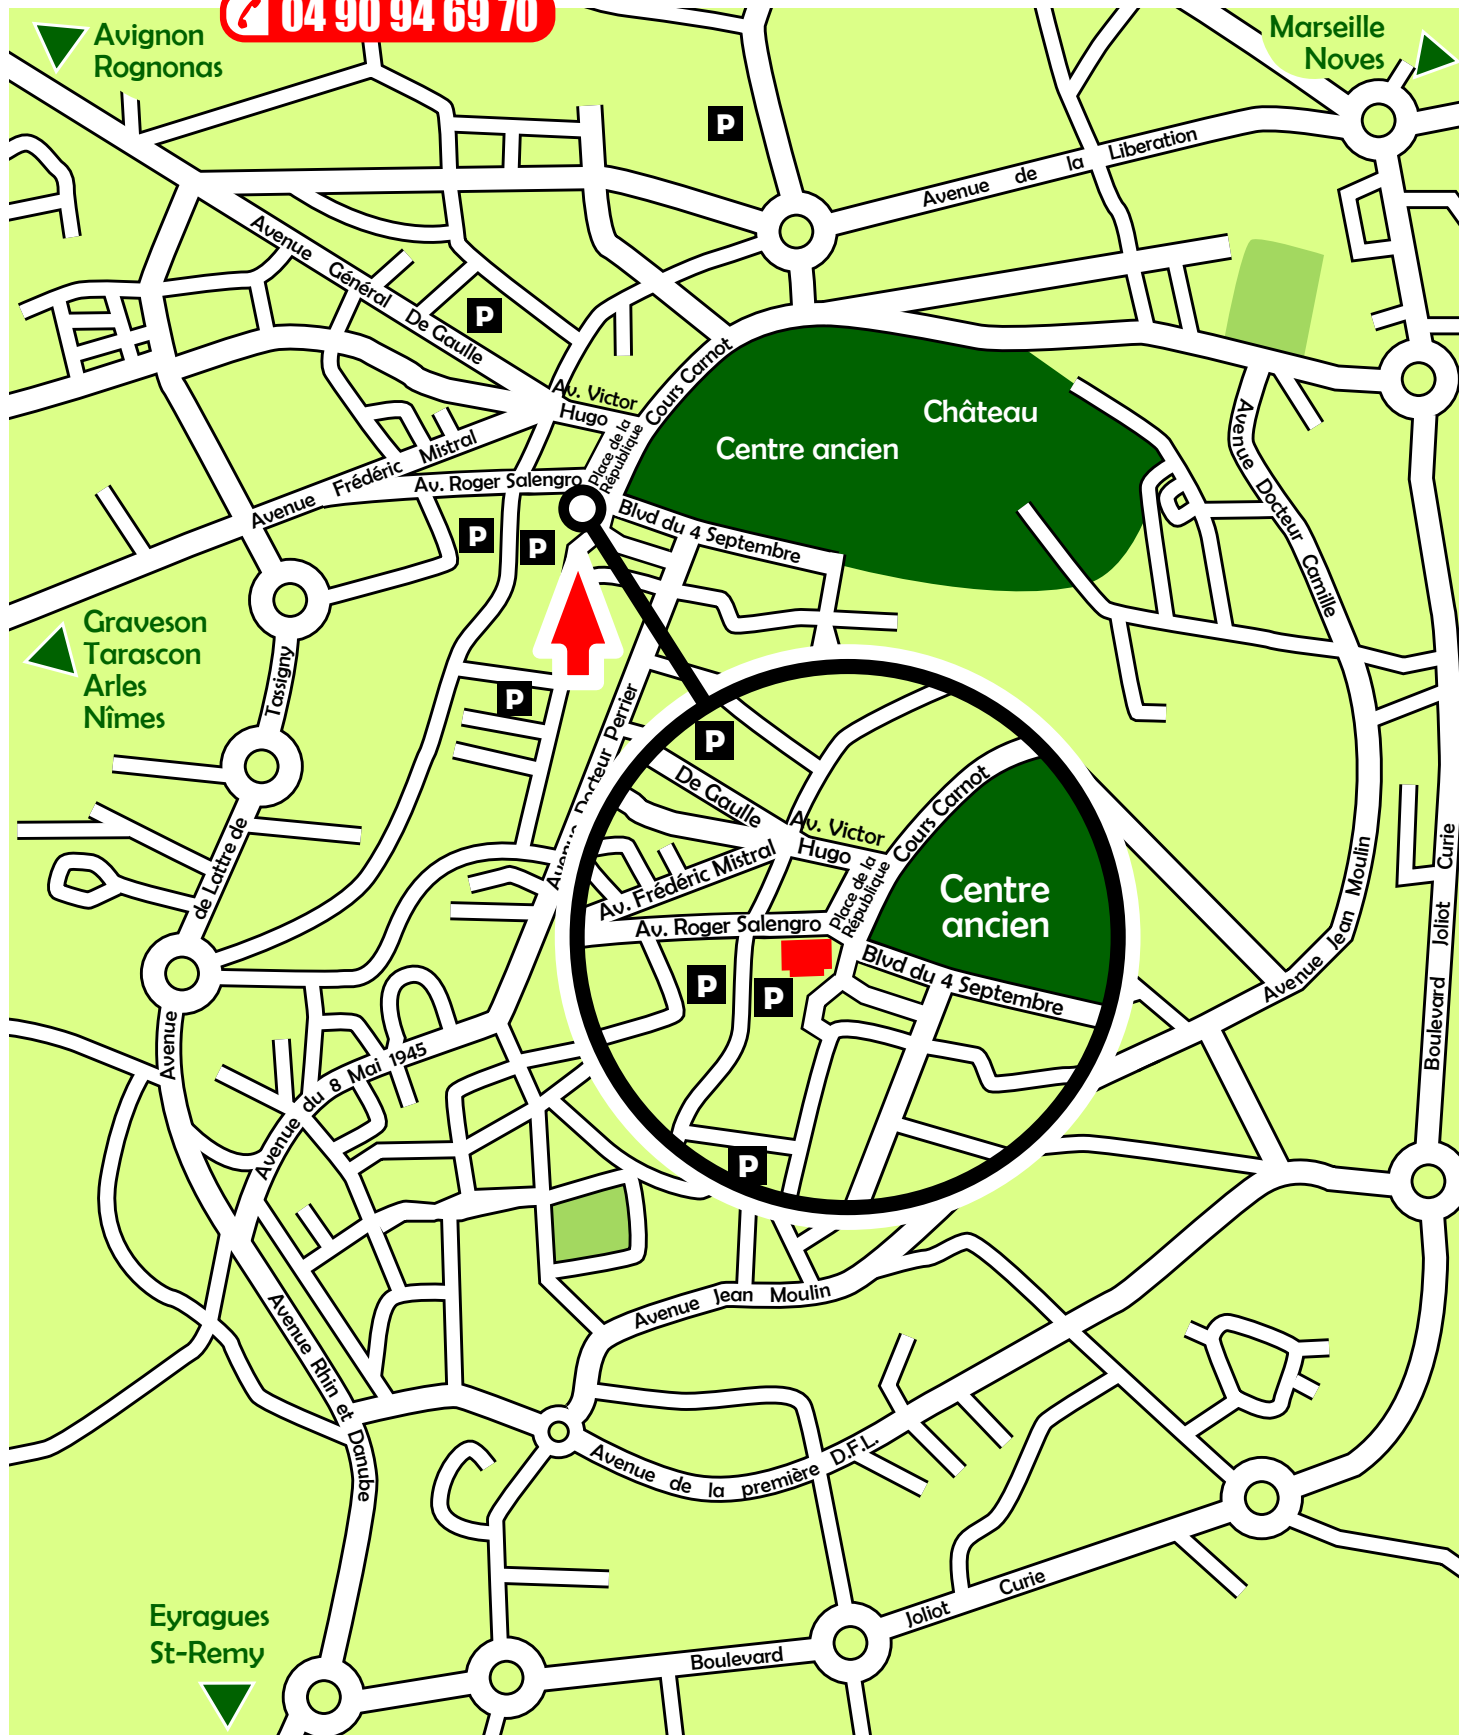 04 90 94 69 70
Avignon
Rognonas
Marseille
Noves
P
Avenue de la Liberation
Avenue Général De Gaulle
P
Av. Victor
Hugo
Cours Carnot
Place de la
République
Château
Centre ancien
Avenue Frédéric Mistral
Av. Roger Salengro
Blvd du 4 Septembre
Avenue Docteur Camille
P
P
Graveson
Tarascon
Arles
Nîmes
Avenue de Lattre de Tassigny
P
Avenue Docteur Perrier
P
De Gaulle
Av. Victor
Hugo
Cours Carnot
Place de la
République
Centre
ancien
Av. Frédéric Mistral
Av. Roger Salengro
Blvd du 4 Septembre
P
P
P
Avenue Jean Moulin
Boulevard Joliot Curie
Avenue du 8 Mai 1945
Avenue Jean Moulin
Avenue Rhin et Danube
Avenue de la première D.F.L.
Eyragues
St-Remy
Boulevard Joliot Curie